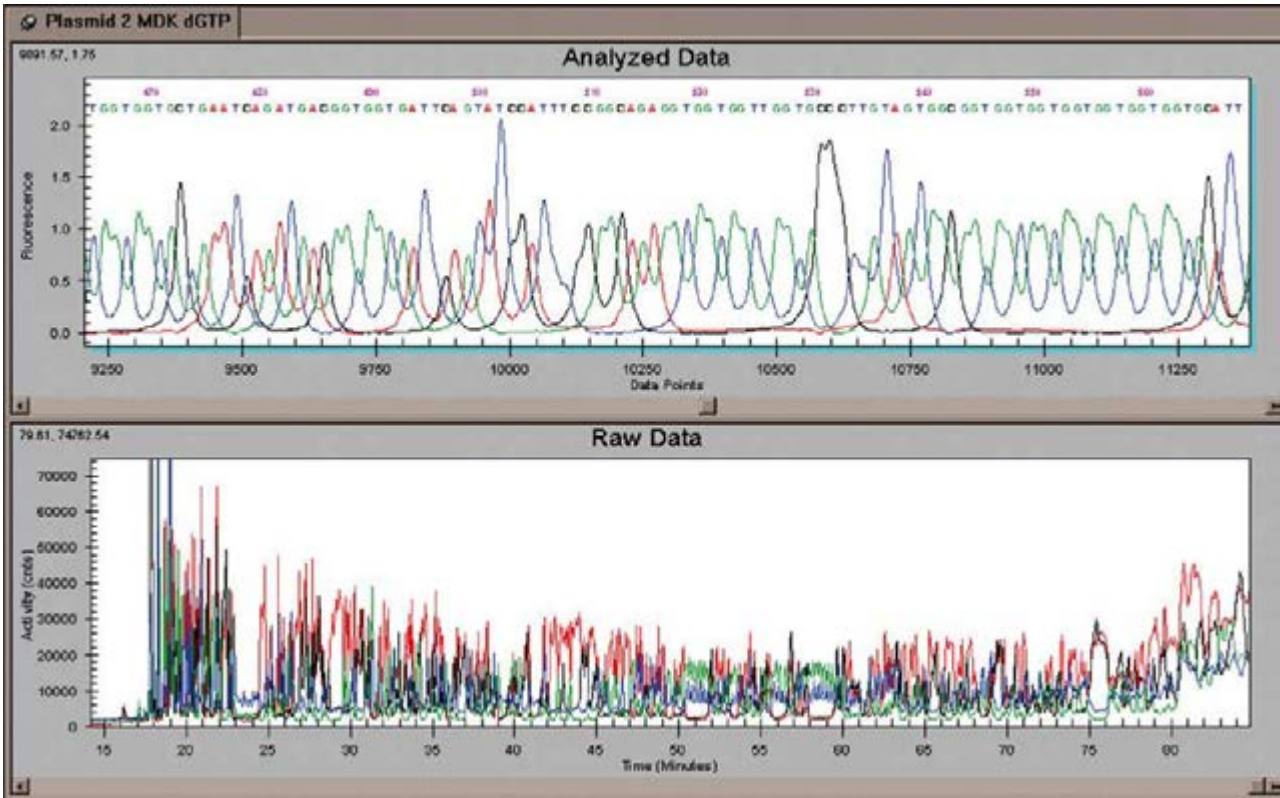 Plasmid 2 MDK dGTP
9891.57, 1.75
Analyzed Data
TGGTGGTGCTGAATCAGATGACGGTGGTGATTCAGTATCCATTTCCGGCAGAGGTGGTGGTTGGTGCCCTTGTAGTGGCGGTGGTGGTGGTGGTGGTGGTGCATT
Fluorescence
2.0
1.5
1.0
0.5
0.0
9250 9500 9750 10000 10250 10500 10750 11000 11250
Data Points
79.61, 74762.54
Raw Data
Activity (cnts)
70000
60000
50000
40000
30000
20000
10000
0
15 20 25 30 35 40 45 50 55 60 65 70 75 80
Time (Minutes)